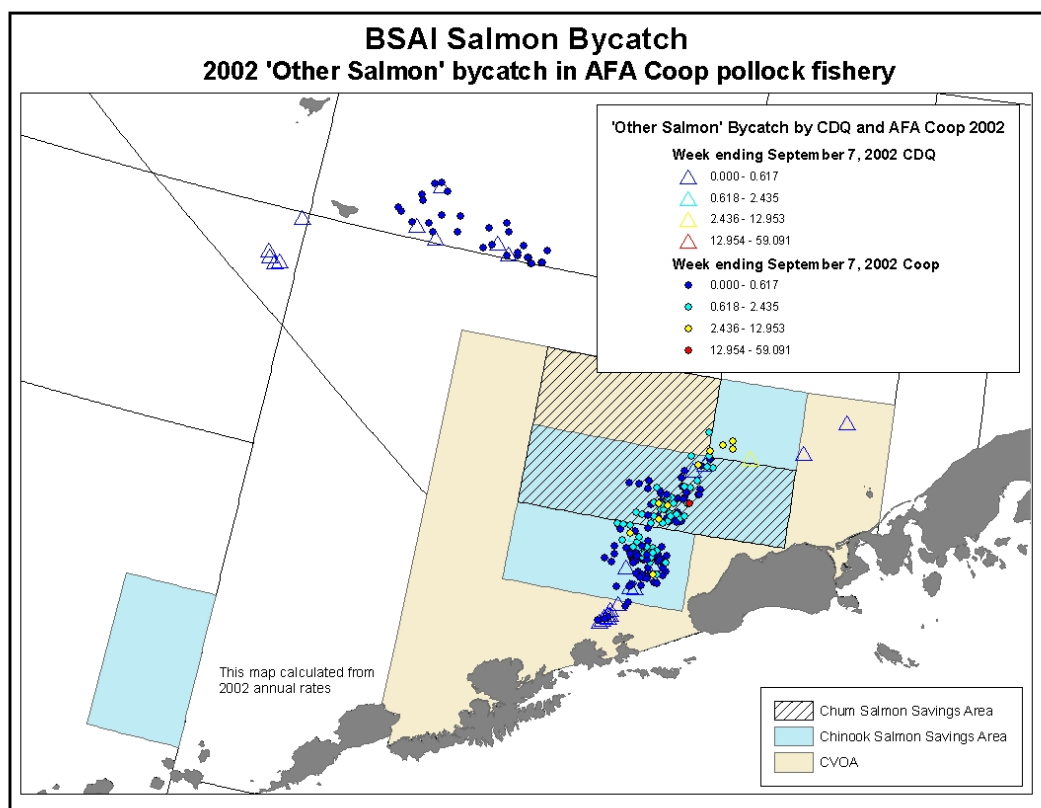 BSAI Salmon Bycatch
2002 'Other Salmon' bycatch in AFA Coop pollock fishery
'Other Salmon' Bycatch by CDQ and AFA Coop 2002
Week ending September 7, 2002 CDQ
0.000 - 0.617
0.618 - 2.435
2.436 - 12.953
12.954 - 59.091
Week ending September 7, 2002 Coop
0.000 - 0.617
0.618 - 2.435
2.436 - 12.953
12.954 - 59.091
This map calculated from
2002 annual rates
Chum Salmon Savings Area
Chinook Salmon Savings Area
CVOA